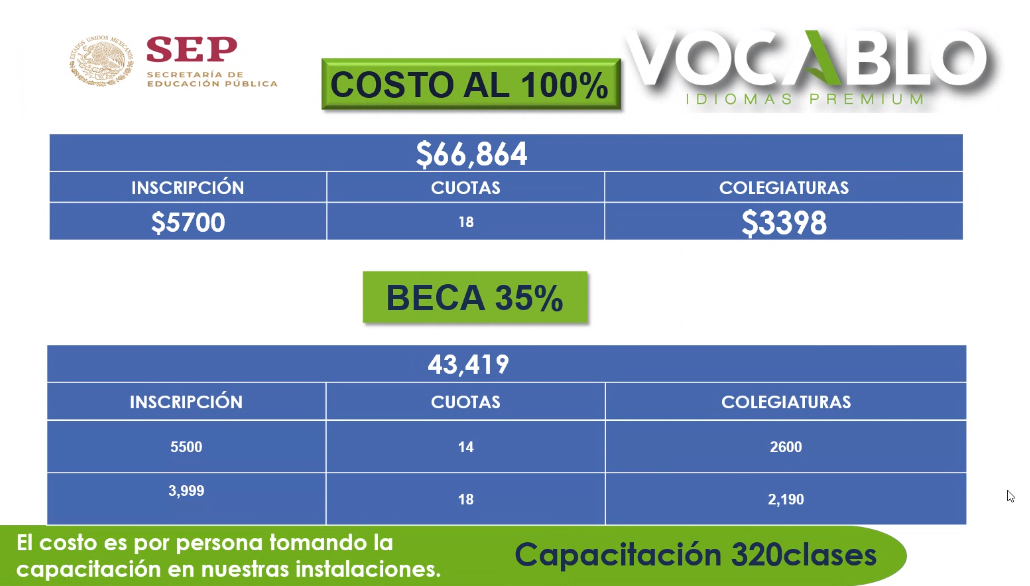 SEP
SECRETARÍA DE
EDUCACIÓN PÚBLICA
COSTO AL 100%
VOCABLO
IDIOMAS PREMIUM
$66,864
INSCRIPCIÓN CUOTAS COLEGIATURAS
$5700 18 $3398
BECA 35%
43,419
INSCRIPCIÓN CUOTAS COLEGIATURAS
5500 14 2600
3,999 18 2,190
El costo es por persona tomando la
capacitación en nuestras instalaciones.
Capacitación 320clases